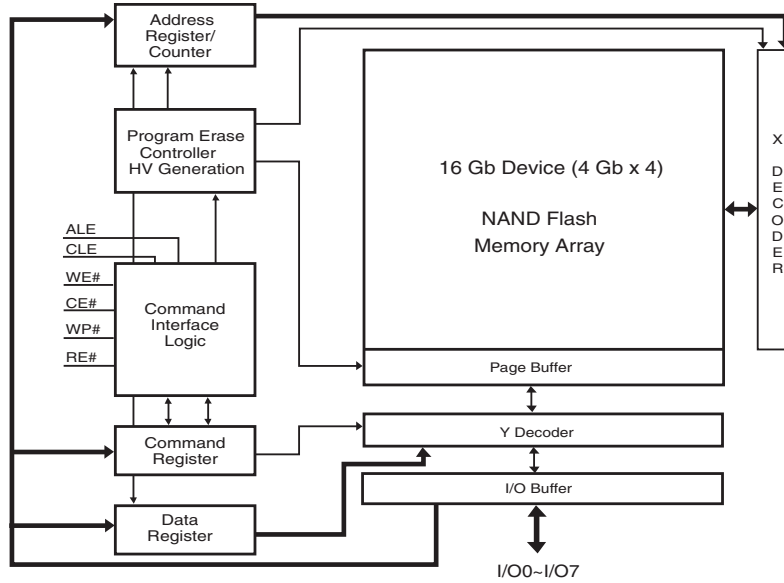 Address
Register/
Counter
Program Erase
Controller
HV Generation
16 Gb Device (4 Gb x 4)
NAND Flash
Memory Array
X
D
E
C
O
D
E
R
ALE
CLE
WE#
CE#
WP#
RE#
Command
Interface
Logic
Page Buffer
Command
Register
Y Decoder
I/O Buffer
Data
Register
I/O0~I/O7